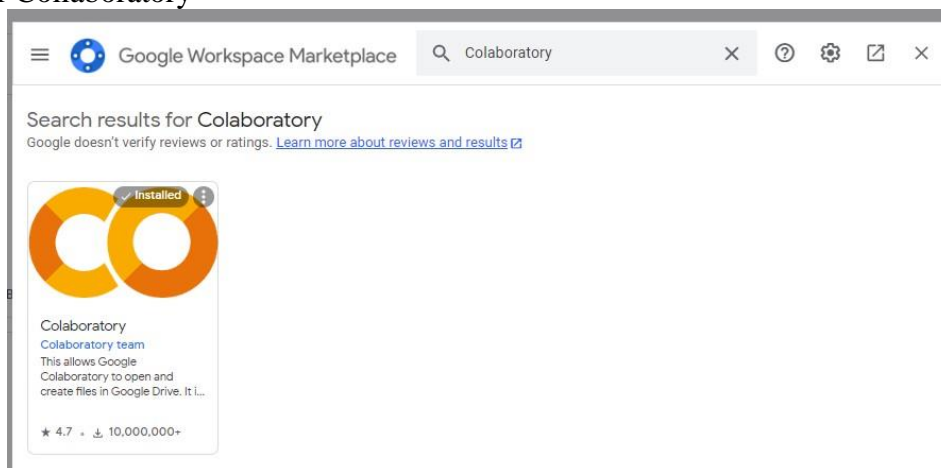 Google Workspace Marketplace
Colaboratory
Search results for Colaboratory
Google doesn't verify reviews or ratings. Learn more about reviews and results
Installed
Colaboratory
Colaboratory team
This allows Google
Colaboratory to open and
create files in Google Drive. It i...
4.7
10,000,000+